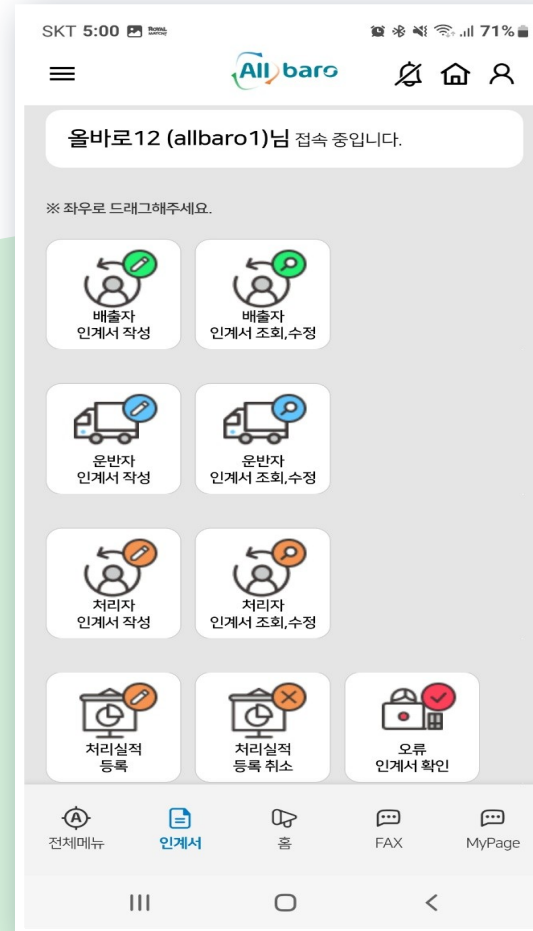 SKT 5:00
71%
All baro
올바로12 (allbaro1)님 접속 중입니다.
※ 좌우로 드래그해주세요.
배출자
인계서 작성
배출자
인계서 조회,수정
운반자
인계서 작성
운반자
인계서 조회,수정
처리자
인계서 작성
처리자
인계서 조회,수정
처리실적
등록
처리실적
등록 취소
오류
인계서 확인
전체메뉴
인계서
홈
FAX
MyPage